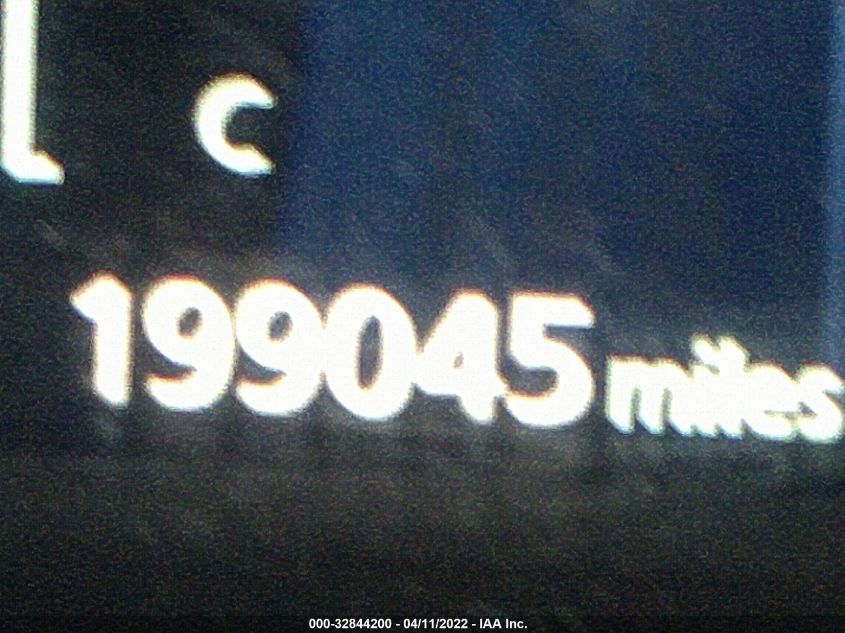 c
199045 miles
000-32844200 - 04/11/2022 - IAA Inc.